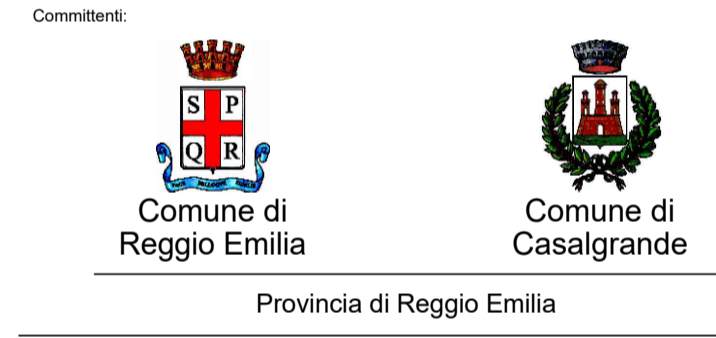 Committenti:
S P
Q R
Comune di
Reggio Emilia
Comune di
Casalgrande
Provincia di Reggio Emilia